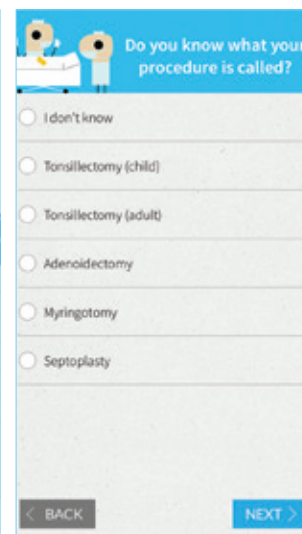 Do you know what your
procedure is called?
I don't know
Tonsillectomy (child)
Tonsillectomy (adult)
Adenoidectomy
Myringotomy
Septoplasty
< BACK
NEXT >